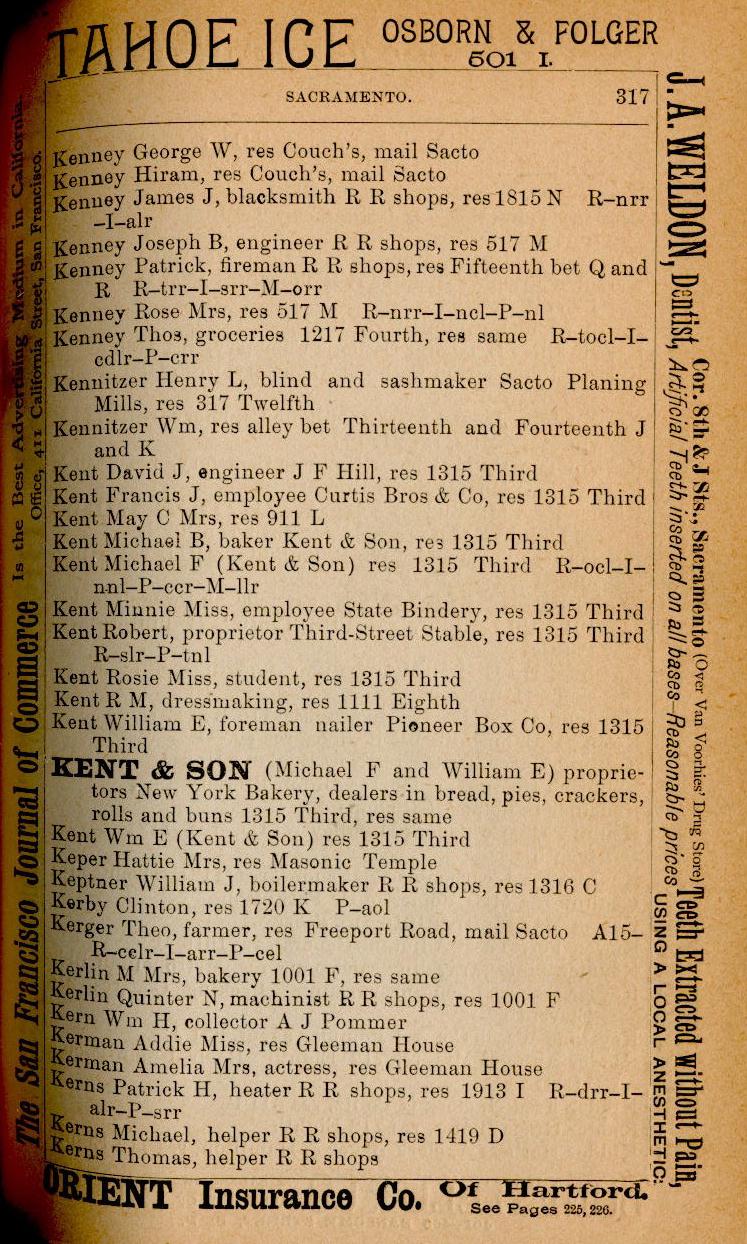 TAHOE ICE OSBORN & FOLGER
501 I.
SACRAMENTO. 317
Kenney George W, res Couch's, mail Sacto
Kenney Hiram, res Couch's, mail Sacto
Kenney James J, blacksmith R R shops, res 1815 N R–nrr
–I–alr
Kenney Joseph B, engineer R R shops, res 517 M
Kenney Patrick, fireman R R shops, res Fifteenth bet Q and
R R–trr–I–srr–M–orr
Kenney Rose Mrs, res 517 M R–nrr–I–ncl–P–nl
Kenney Thos, groceries 1217 Fourth, res same R–tocl–I–
cdlr–P–crr
Kennitzer Henry L, blind and sashmaker Sacto Planing
Mills, res 317 Twelfth
Kennitzer Wm, res alley bet Thirteenth and Fourteenth J
and K
Kent David J, engineer J F Hill, res 1315 Third
Kent Francis J, employee Curtis Bros & Co, res 1315 Third
Kent May C Mrs, res 911 L
Kent Michael B, baker Kent & Son, res 1315 Third
Kent Michael F (Kent & Son) res 1315 Third R–ocl–I–
nnl–P–ccr–M–llr
Kent Minnie Miss, employee State Bindery, res 1315 Third
Kent Robert, proprietor Third-Street Stable, res 1315 Third
R–slr–P–tnl
Kent Rosie Miss, student, res 1315 Third
Kent R M, dressmaking, res 1111 Eighth
Kent William E, foreman nailer Pioneer Box Co, res 1315
Third
KENT & SON (Michael F and William E) proprie-
tors New York Bakery, dealers in bread, pies, crackers,
rolls and buns 1315 Third, res same
Kent Wm E (Kent & Son) res 1315 Third
Keper Hattie Mrs, res Masonic Temple
Keptner William J, boilermaker R R shops, res 1316 C
Kerby Clinton, res 1720 K P–aol
Kerger Theo, farmer, res Freeport Road, mail Sacto A15–
R–celr–I–arr–P–cel
Kerlin M Mrs, bakery 1001 F, res same
Kerlin Quinter N, machinist R R shops, res 1001 F
Kern Wm H, collector A J Pommer
Kerman Addie Miss, res Gleeman House
Kerman Amelia Mrs, actress, res Gleeman House
Kerns Patrick H, heater R R shops, res 1913 I R–drr–I–
alr–P–srr
Kerns Michael, helper R R shops, res 1419 D
Kerns Thomas, helper R R shops
ORIENT Insurance Co. Of Hartford.
See Pages 225, 226.
The San Francisco Journal of Commerce Is the Best Advertising Medium in California.
Office, 411 California Street, San Francisco.
J. A. WELDON, Dentist, Cor. 8th & J Sts., Sacramento (Over Van Voorhies' Drug Store)
Artificial Teeth inserted on all bases—Reasonable prices
Teeth Extracted without Pain,
USING A LOCAL ANESTHETIC.